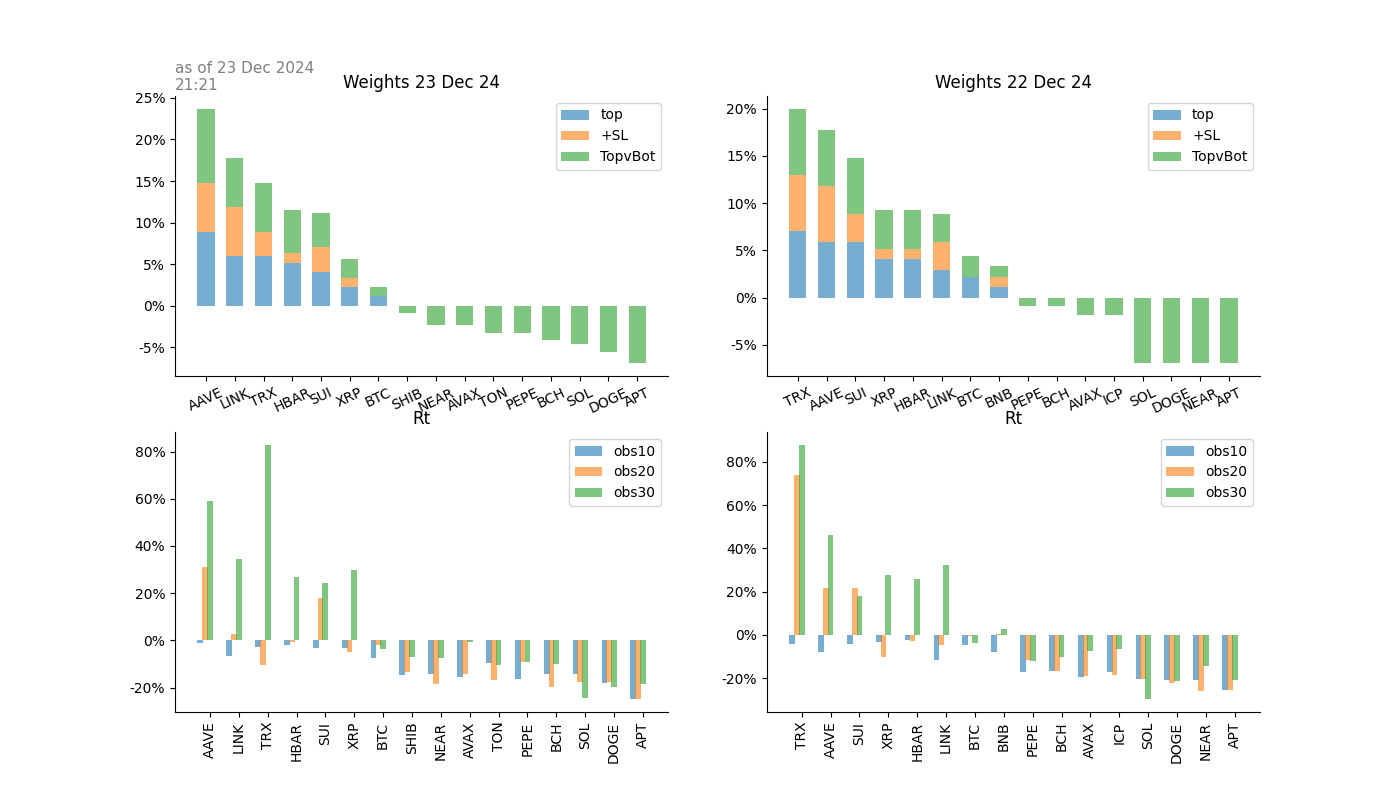 as of 23 Dec 2024
21:21
Weights 23 Dec 24
25%
20%
15%
10%
5%
0%
-5%
top
+SL
TopvBot
AAVE LINK TRX HBAR SUI XRP BTC SHIB NEAR AVAX TON PEPE BCH SOL DOGE APT
Weights 22 Dec 24
20%
15%
10%
5%
0%
-5%
top
+SL
TopvBot
TRX AAVE SUI XRP HBAR LINK BTC BNB PEPE BCH AVAX ICP SOL DOGE NEAR APT
Rt
80%
60%
40%
20%
0%
-20%
obs10
obs20
obs30
AAVE LINK TRX HBAR SUI XRP BTC SHIB NEAR AVAX TON PEPE BCH SOL DOGE APT
Rt
80%
60%
40%
20%
0%
-20%
obs10
obs20
obs30
TRX AAVE SUI XRP HBAR LINK BTC BNB PEPE BCH AVAX ICP SOL DOGE NEAR APT